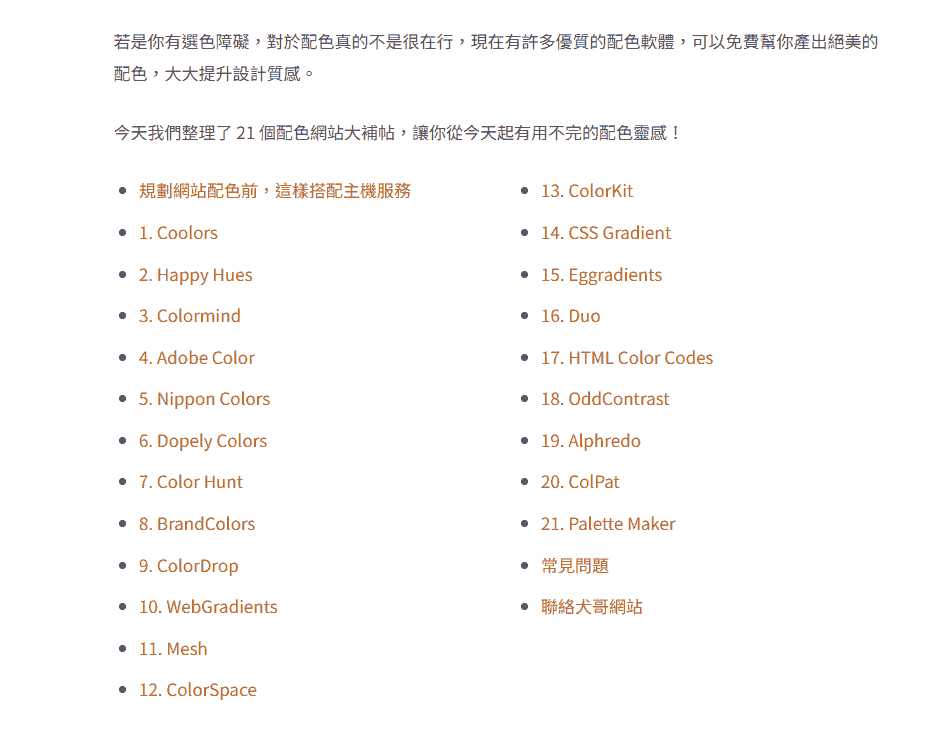 若是你有選色障礙，對於配色真的不是很在行，現在有許多優質的配色軟體，可以免費幫你產出絕美的
配色，大大提升設計質感。
今天我們整理了 21 個配色網站大補帖，讓你從今天起有用不完的配色靈感！
規劃網站配色前，這樣搭配主機服務
1. Coolors
2. Happy Hues
3. Colormind
4. Adobe Color
5. Nippon Colors
6. Dopely Colors
7. Color Hunt
8. BrandColors
9. ColorDrop
10. WebGradients
11. Mesh
12. ColorSpace
13. ColorKit
14. CSS Gradient
15. Eggradients
16. Duo
17. HTML Color Codes
18. OddContrast
19. Alphredo
20. ColPat
21. Palette Maker
常見問題
聯絡犬哥網站